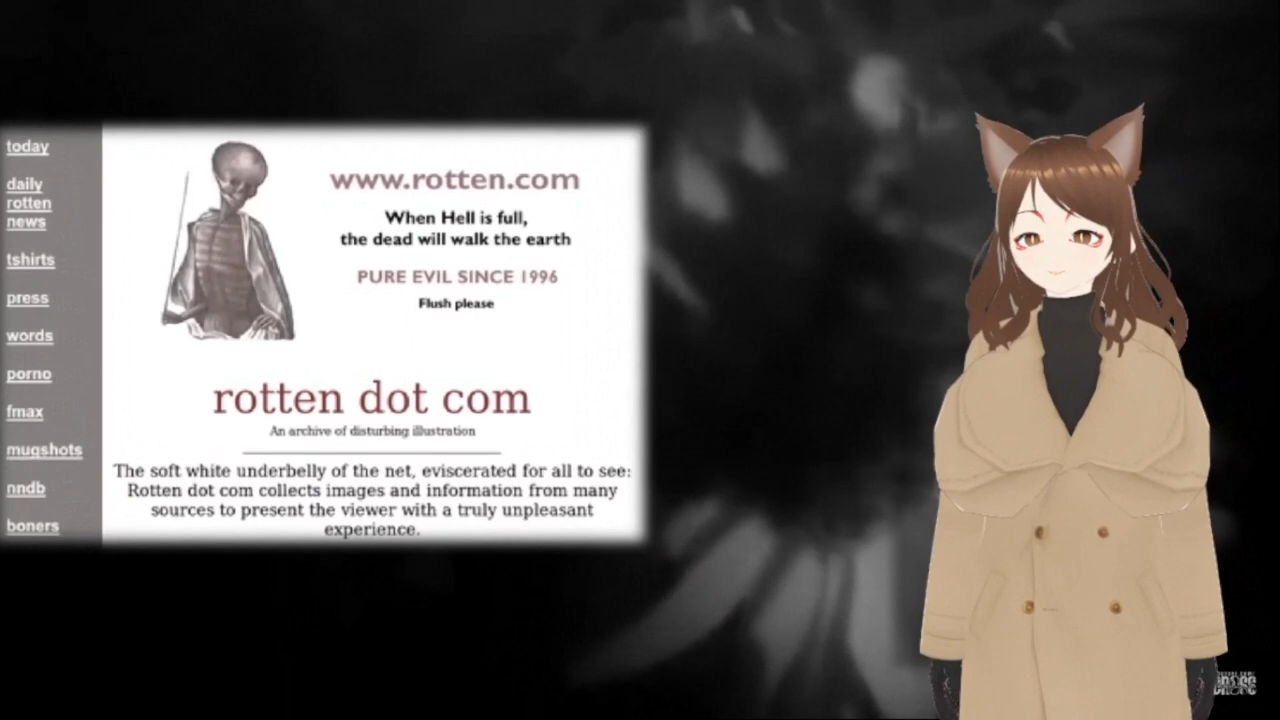 today
daily
rotten
news
tshirts
press
words
porno
fmax
mugshots
nndb
boners
www.rotten.com
When Hell is full,
the dead will walk the earth
PURE EVIL SINCE 1996
Flush please
rotten dot com
An archive of disturbing illustration
The soft white underbelly of the net, eviscerated for all to see:
Rotten dot com collects images and information from many
sources to present the viewer with a truly unpleasant
experience.